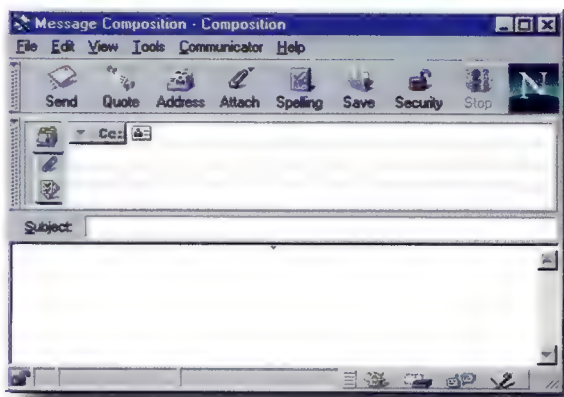 Message Composition - Composition
File Edit View Tools Communicator Help
Send Quote Address Attach Spelling Save Security Stop
N
Cc:
Subject: